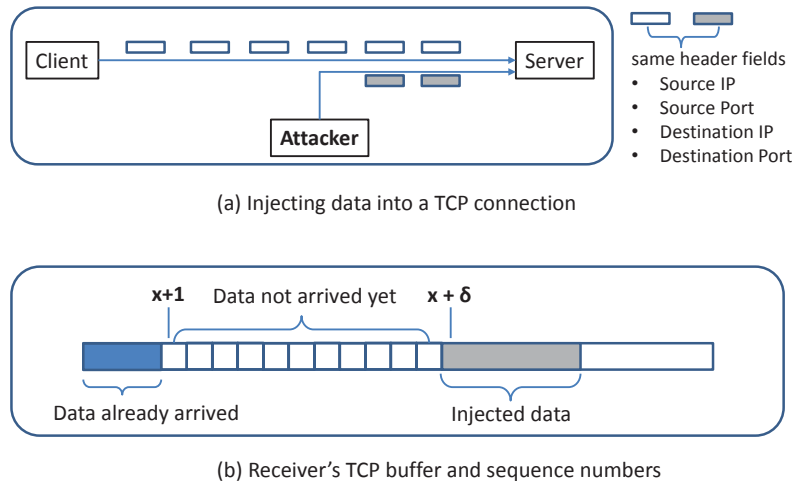 Client
Server
Attacker
same header fields
• Source IP
• Source Port
• Destination IP
• Destination Port
(a) Injecting data into a TCP connection
x+1
Data not arrived yet
x + δ
Data already arrived
Injected data
(b) Receiver’s TCP buffer and sequence numbers